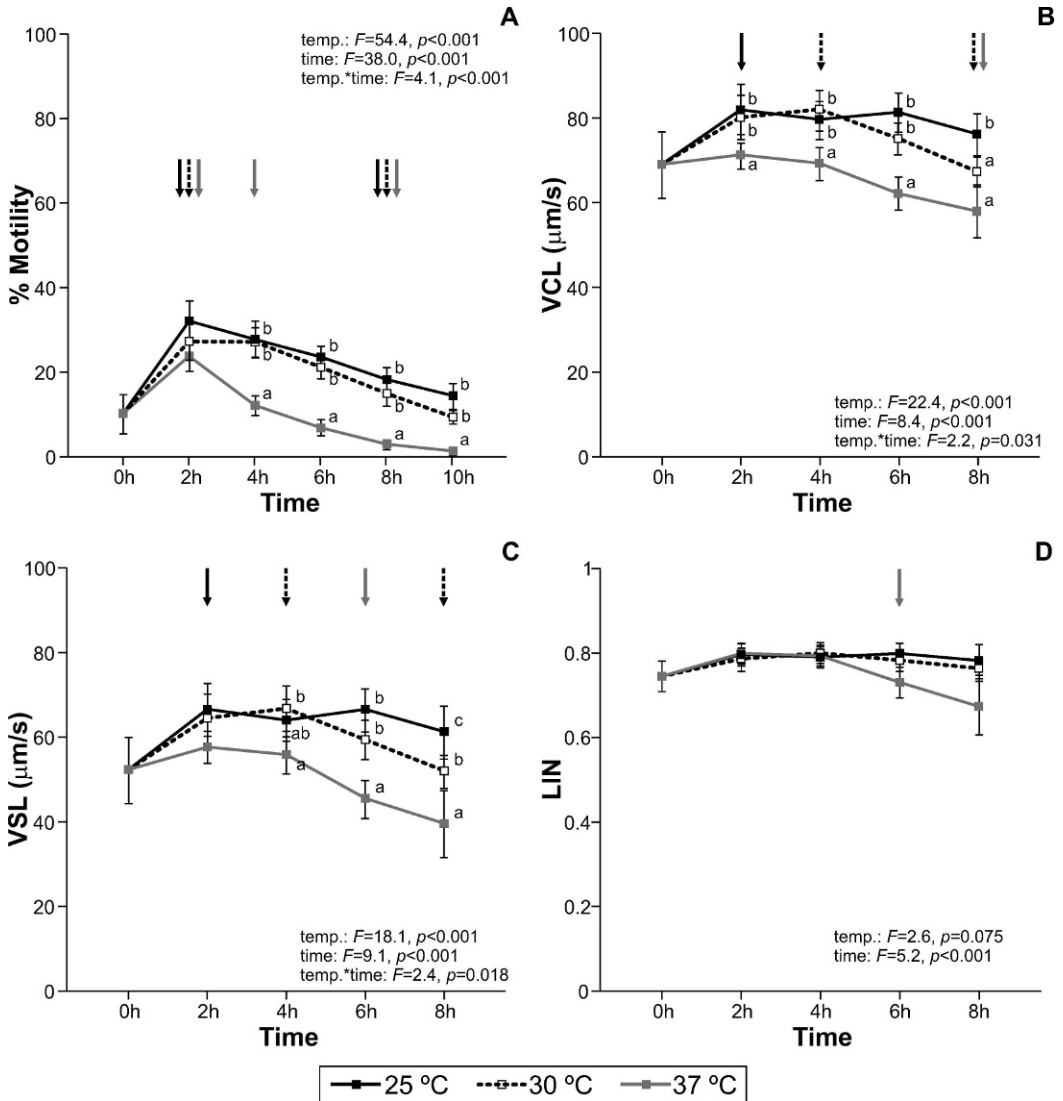 A
100
80
60
40
20
0
% Motility
temp.: F=54.4, p<0.001
time: F=38.0, p<0.001
temp.*time: F=4.1, p<0.001
b
b
b
b
b
b
b
b
a
a
a
a
0h 2h 4h 6h 8h 10h
Time
B
100
80
60
40
20
0
VCL (μm/s)
b
b
b
b
b
b
b
b
a
a
a
a
a
temp.: F=22.4, p<0.001
time: F=8.4, p<0.001
temp.*time: F=2.2, p=0.031
0h 2h 4h 6h 8h
Time
C
100
80
60
40
20
0
VSL (μm/s)
b
ab
a
b
b
a
c
b
a
temp.: F=18.1, p<0.001
time: F=9.1, p<0.001
temp.*time: F=2.4, p=0.018
0h 2h 4h 6h 8h
Time
D
1
0.8
0.6
0.4
0.2
0
LIN
temp.: F=2.6, p=0.075
time: F=5.2, p<0.001
0h 2h 4h 6h 8h
Time
25 ºC 30 ºC 37 ºC